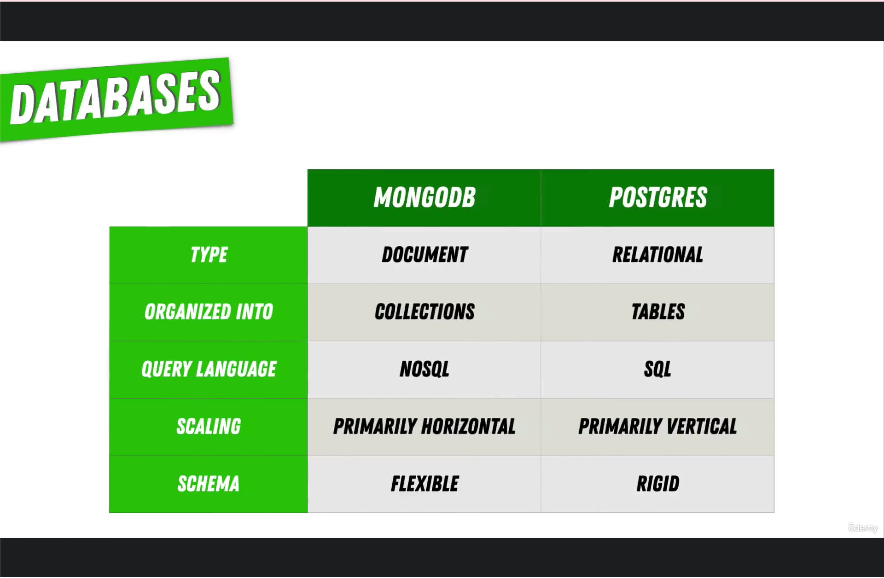 DATABASES
MONGODB POSTGRES
TYPE DOCUMENT RELATIONAL
ORGANIZED INTO COLLECTIONS TABLES
QUERY LANGUAGE NOSQL SQL
SCALING PRIMARILY HORIZONTAL PRIMARILY VERTICAL
SCHEMA FLEXIBLE RIGID
Udemy